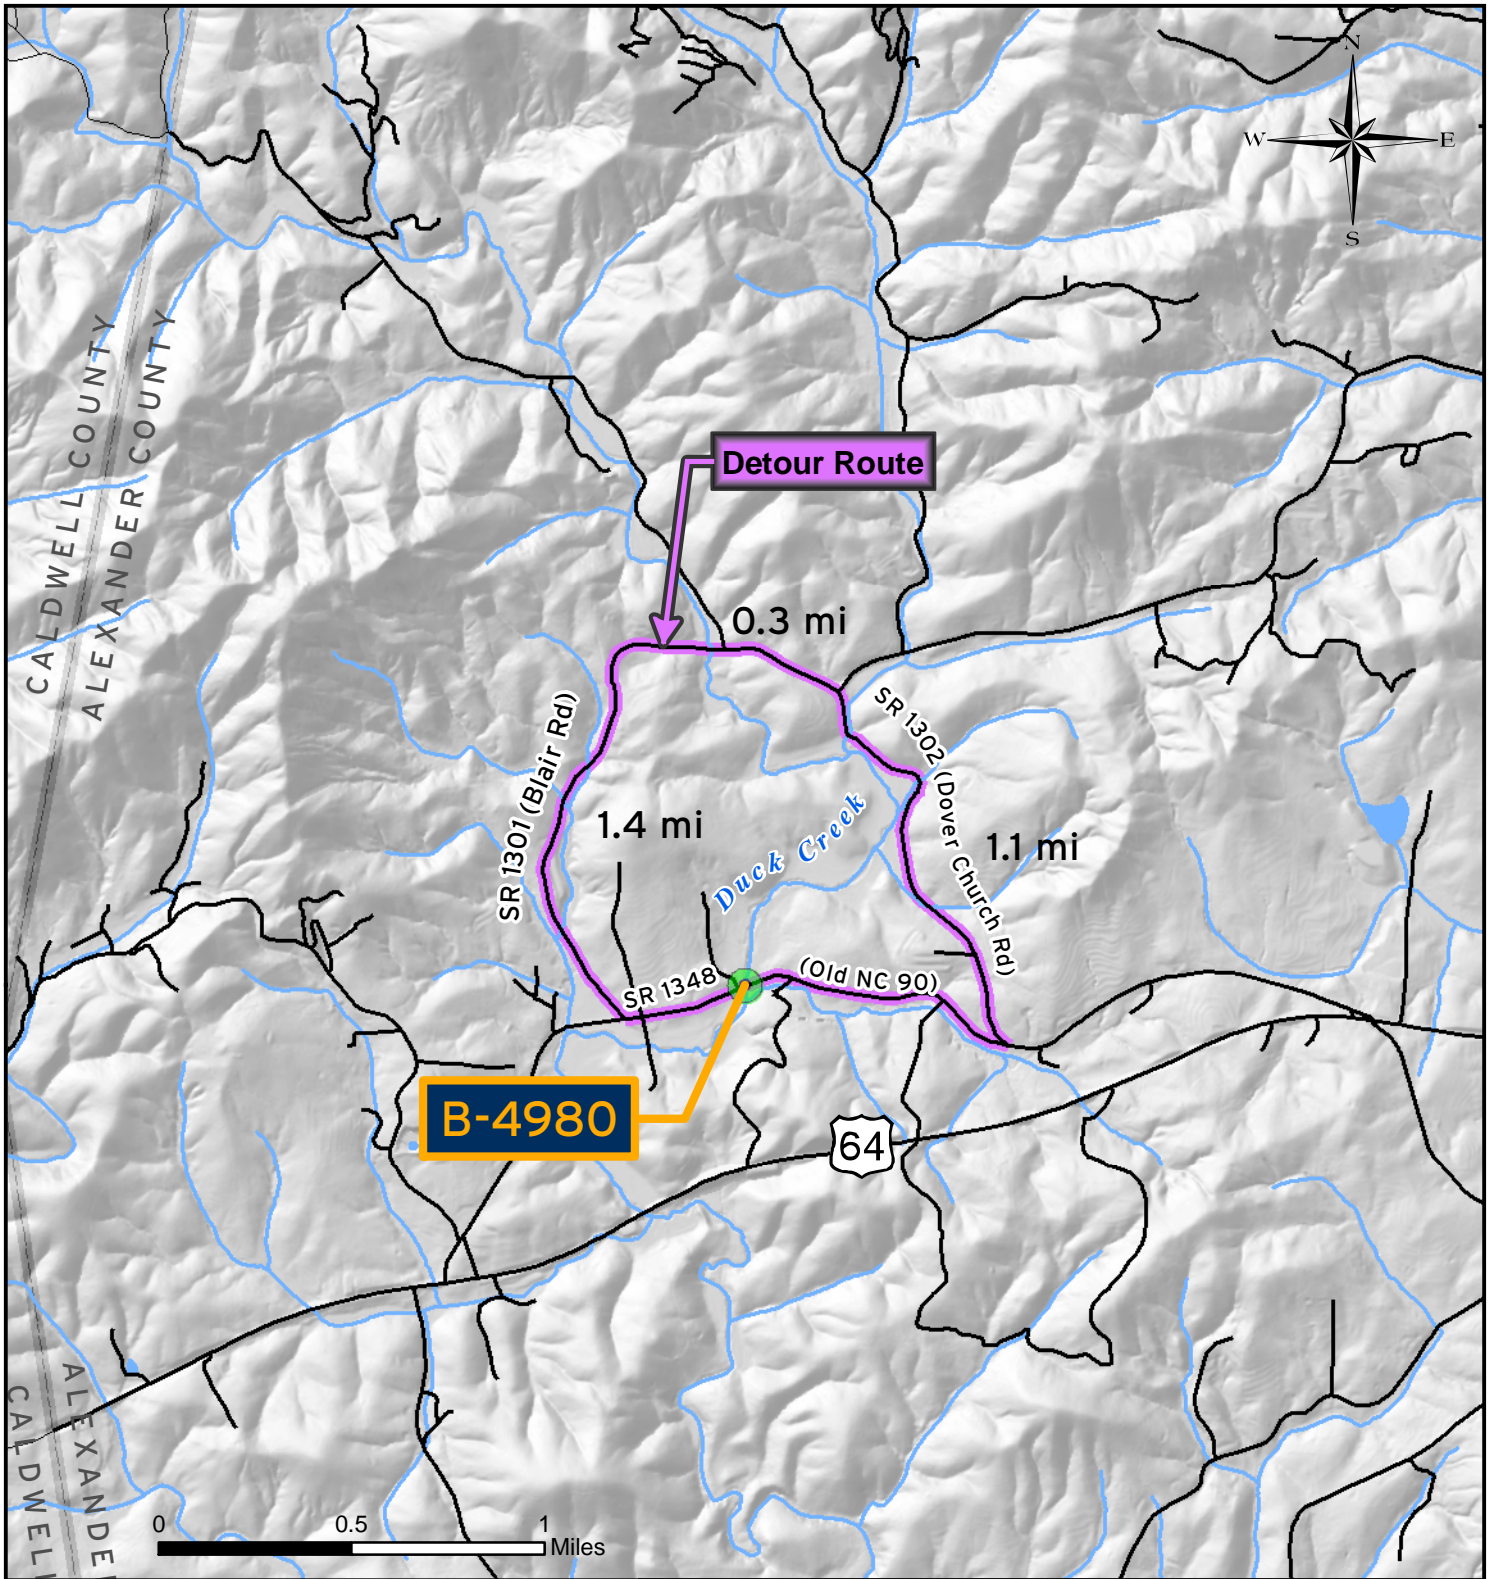 N
W
E
S
CALDWELL COUNTY
ALEXANDER COUNTY
Detour Route
0.3 mi
SR 1301 (Blair Rd)
1.4 mi
SR 1302 (Dover Church Rd)
1.1 mi
Duck Creek
SR 1348
(Old NC 90)
B-4980
64
ALEXANDE
CALDWELL
0
0.5
1
Miles